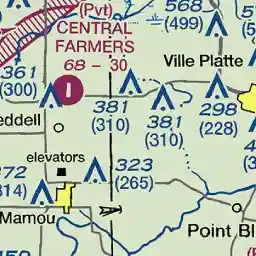 (Pvt)
CENTRAL
FARMERS
68 - 30
568
(499)
Ville Platte
361
(300)
381
(310)
381
(310)
298
(228)
eddell
elevators
323
(265)
272
314)
Mamou
Point Bl